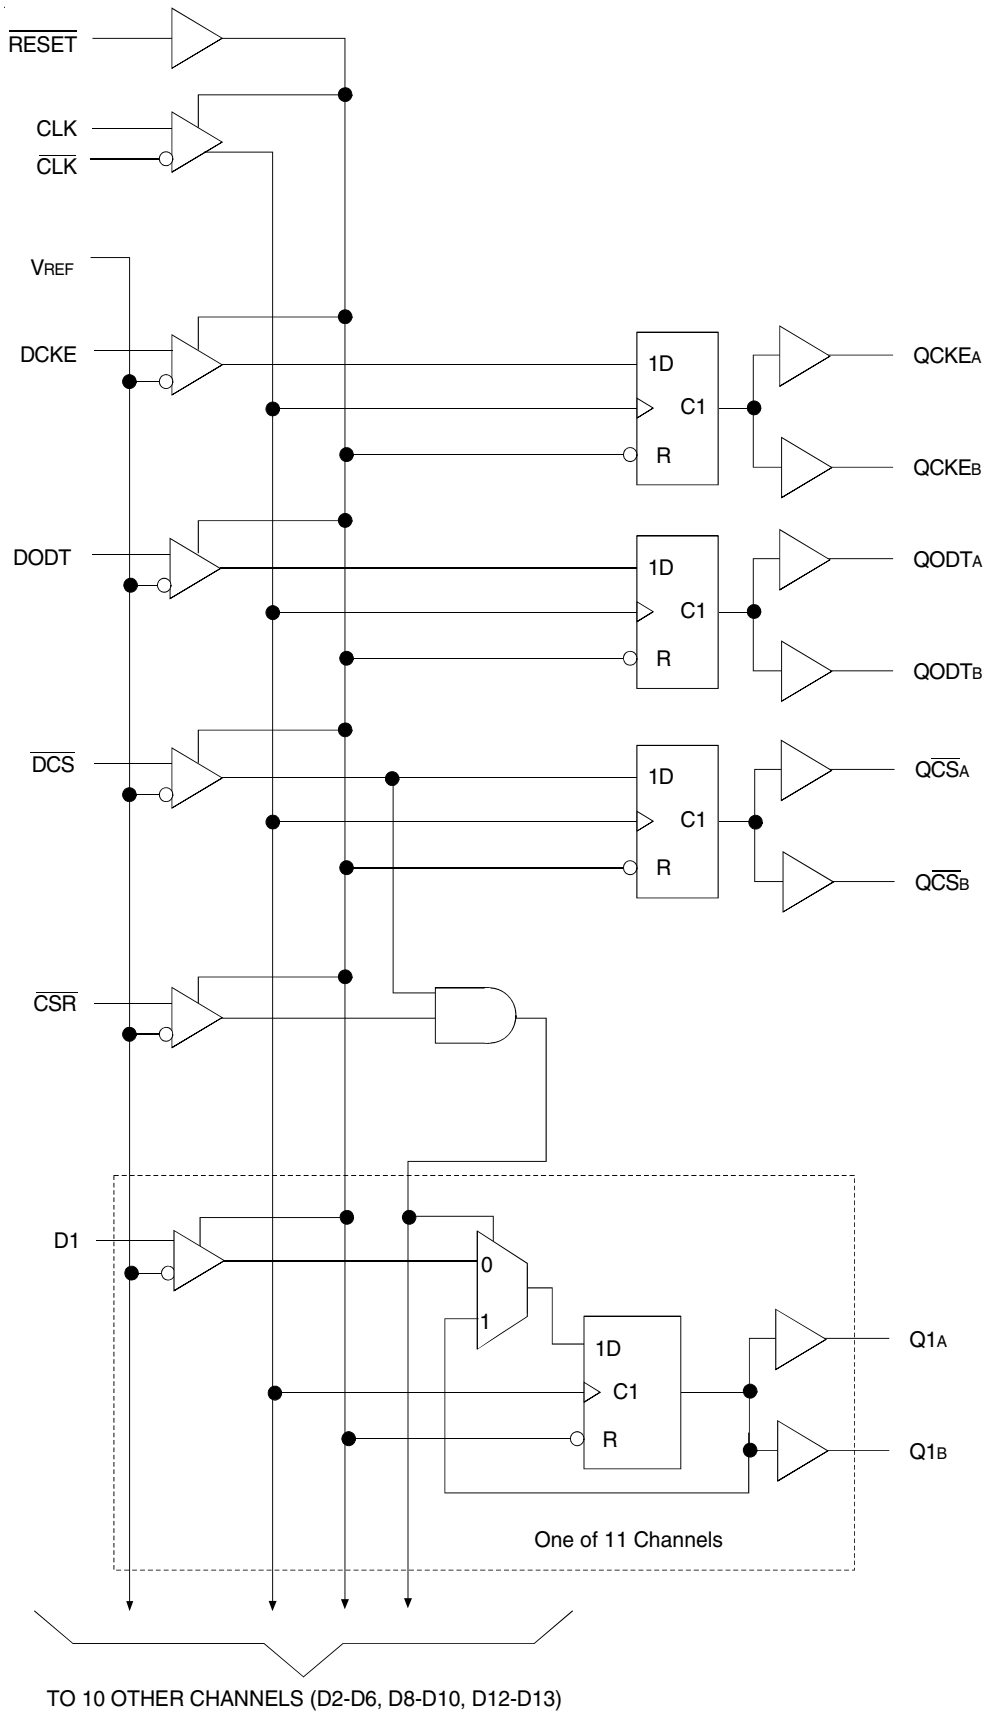 RESET
CLK
CLK
VREF
DCKE
1D
C1
R
QCKEA
QCKEB
DODT
1D
C1
R
QODTA
QODTB
DCS
1D
C1
R
QCSA
QCSB
CSR
D1
0
1
1D
C1
R
Q1A
Q1B
One of 11 Channels
TO 10 OTHER CHANNELS (D2-D6, D8-D10, D12-D13)